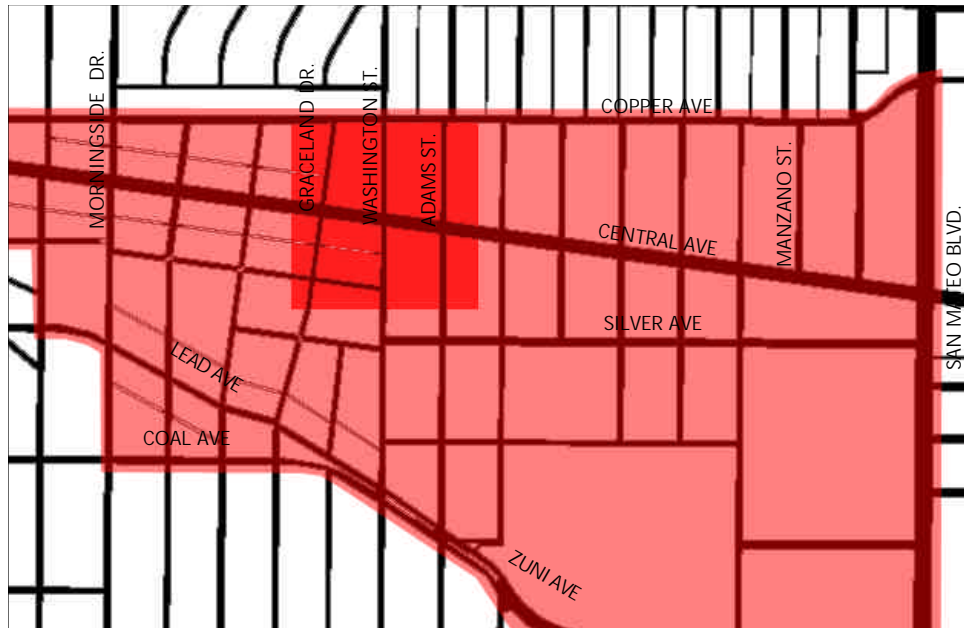 COPPER AVE
MORNINGSIDE DR.
GRACELAND DR.
WASHINGTON ST.
ADAMS ST.
MANZANO ST.
CENTRAL AVE
SAN MATEO BLVD.
SILVER AVE
LEAD AVE
COAL AVE
ZUNI AVE